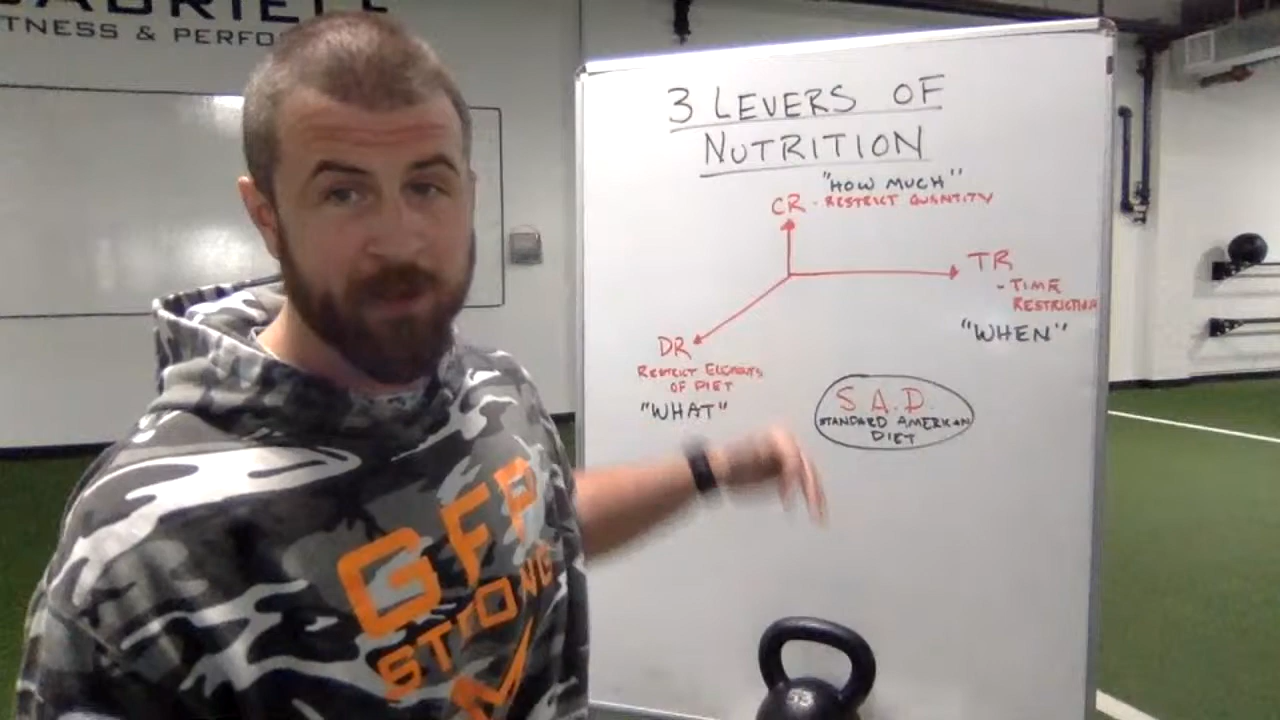 TNESS & PERFO
3 LEVERS OF
NUTRITION
"HOW MUCH"
CR - RESTRICT QUANTITY
TR
- TIME
RESTRICTION
"WHEN"
DR
RESTRICT ELEMENTS
OF DIET
"WHAT"
S.A.D.
STANDARD AMERICAN
DIET
GFP
STRONG
53